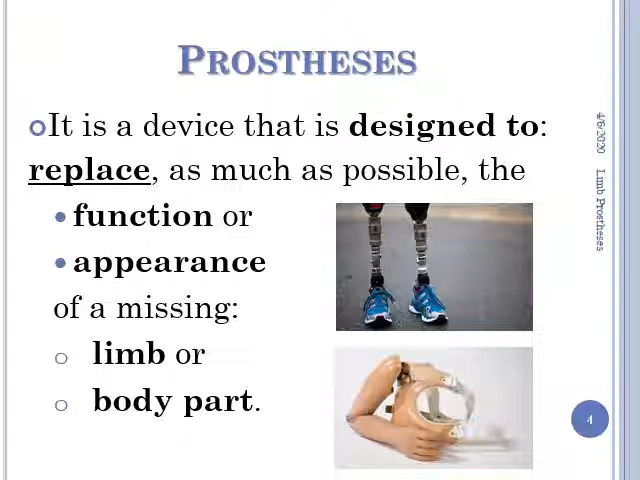 PROSTHESES
It is a device that is designed to:
replace, as much as possible, the
function or
appearance
of a missing:
limb or
body part.
4/6/2020
Limb Prostheses
4